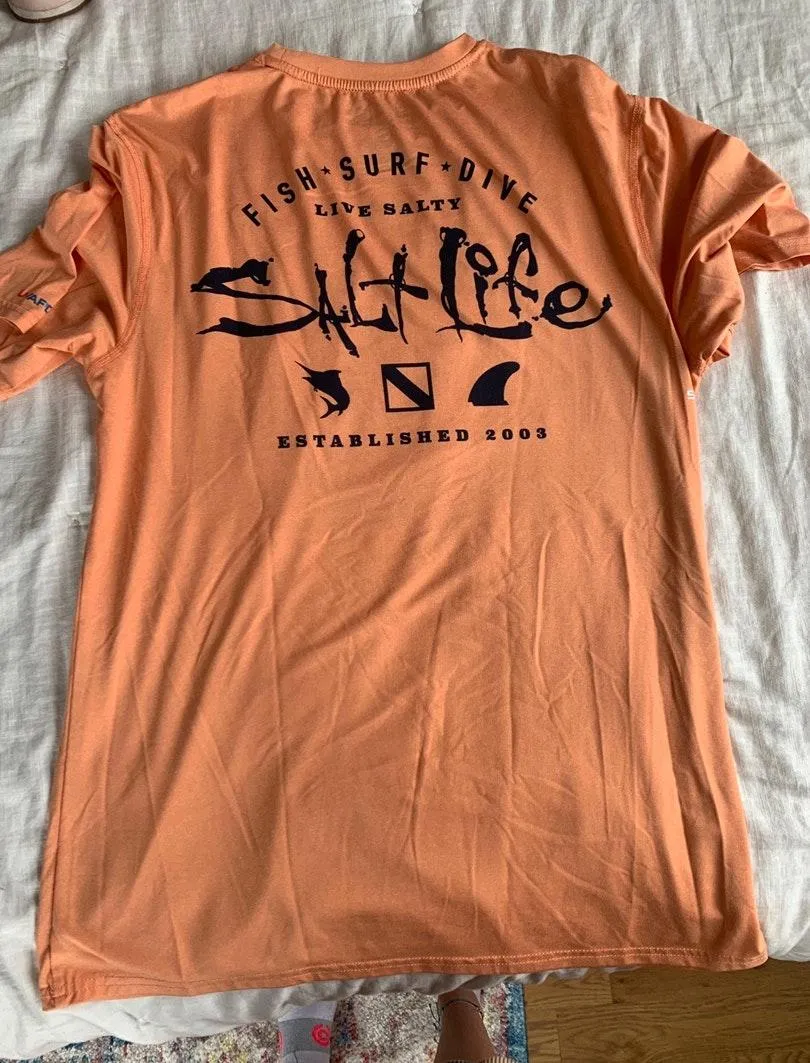 FISH ★ SURF ★ DIVE
LIVE SALTY
SALT LIFE
ESTABLISHED 2003